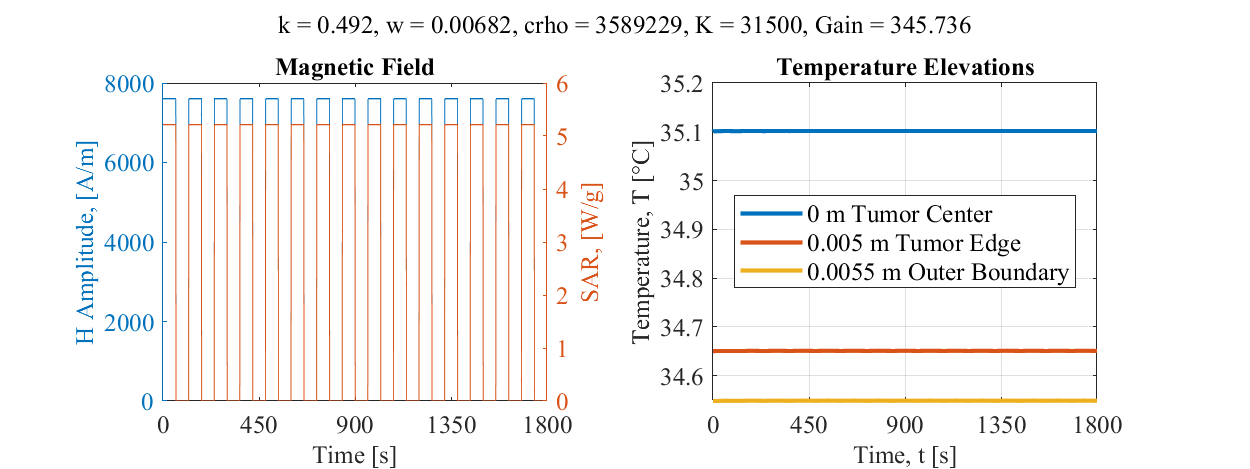 k = 0.492, w = 0.00682, crho = 3589229, K = 31500, Gain = 345.736
Magnetic Field
8000
6000
4000
2000
0
H Amplitude, [A/m]
6
5
4
3
2
1
0
SAR, [W/g]
0 450 900 1350 1800
Time [s]
Temperature Elevations
35.2
35.1
35
34.9
34.8
34.7
34.6
Temperature, T [°C]
0 m Tumor Center
0.005 m Tumor Edge
0.0055 m Outer Boundary
0 450 900 1350 1800
Time, t [s]